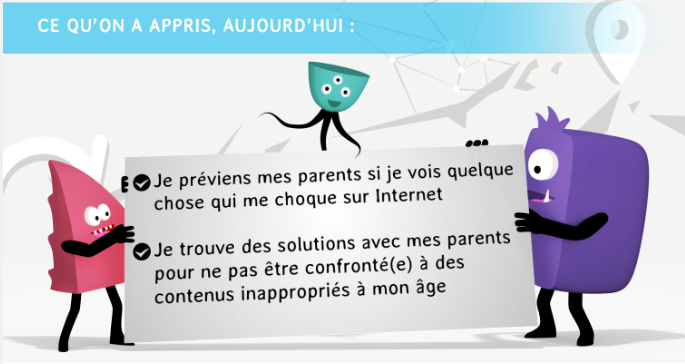 CE QU'ON A APPRIS, AUJOURD'HUI :
Je préviens mes parents si je vois quelque
chose qui me choque sur Internet
Je trouve des solutions avec mes parents
pour ne pas être confronté(e) à des
contenus inappropriés à mon âge